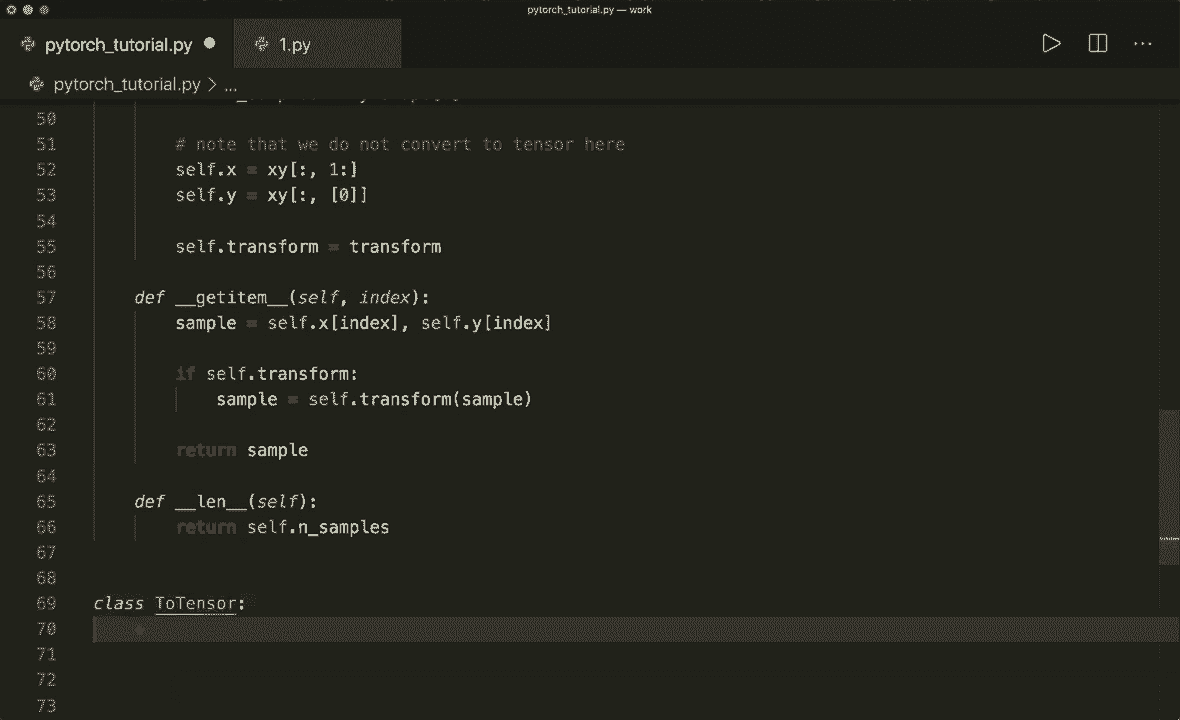 pytorch_tutorial.py — work
pytorch_tutorial.py 1.py
pytorch_tutorial.py > ...
50
51 # note that we do not convert to tensor here
52 self.x = xy[:, 1:]
53 self.y = xy[:, [0]]
54
55 self.transform = transform
56
57 def __getitem__(self, index):
58 sample = self.x[index], self.y[index]
59
60 if self.transform:
61 sample = self.transform(sample)
62
63 return sample
64
65 def __len__(self):
66 return self.n_samples
67
68
69 class ToTensor:
70
71
72
73